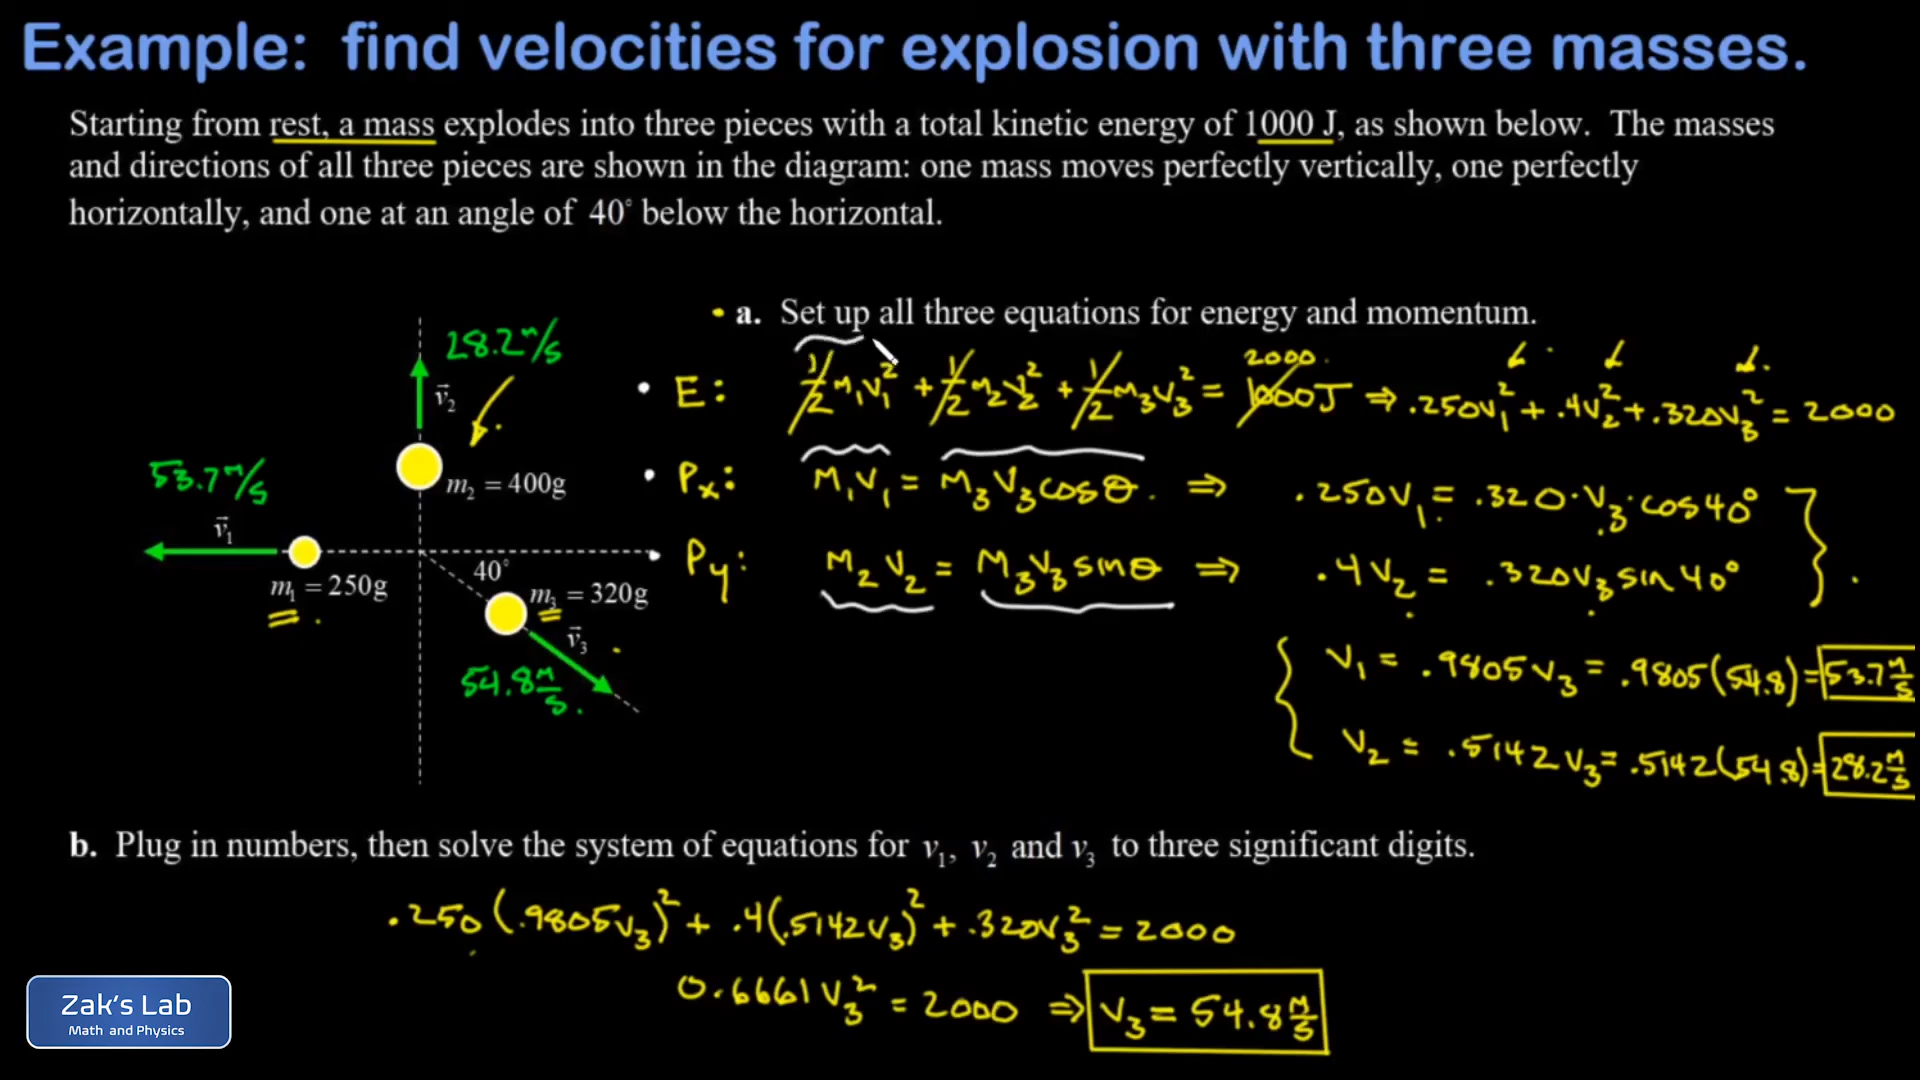 Example: find velocities for explosion with three masses.
Starting from rest, a mass explodes into three pieces with a total kinetic energy of 1000 J, as shown below. The masses
and directions of all three pieces are shown in the diagram: one mass moves perfectly vertically, one perfectly
horizontally, and one at an angle of 40° below the horizontal.
• a. Set up all three equations for energy and momentum.
28.2 m/s
v⃗₂
m₂ = 400g
53.7 m/s
v⃗₁
m₁ = 250g
40°
m₃ = 320g
v⃗₃
54.8 m/s
2000
• E: ½ m₁v₁² + ½ m₂v₂² + ½ m₃v₃² = 1000J ⇒ .250v₁² + .4v₂² + .320v₃² = 2000
• Px: m₁v₁ = m₃v₃cosθ ⇒ .250v₁ = .320·v₃·cos40°
• Py: m₂v₂ = m₃v₃sinθ ⇒ .4v₂ = .320v₃sin40°
v₁ = .9805v₃ = .9805(54.8) = 53.7 m/s
v₂ = .5142v₃ = .5142(54.8) = 28.2 m/s
b. Plug in numbers, then solve the system of equations for v₁, v₂ and v₃ to three significant digits.
.250(.9805v₃)² + .4(.5142v₃)² + .320v₃² = 2000
0.6661v₃² = 2000 ⇒ v₃ = 54.8 m/s
Zak's Lab
Math and Physics